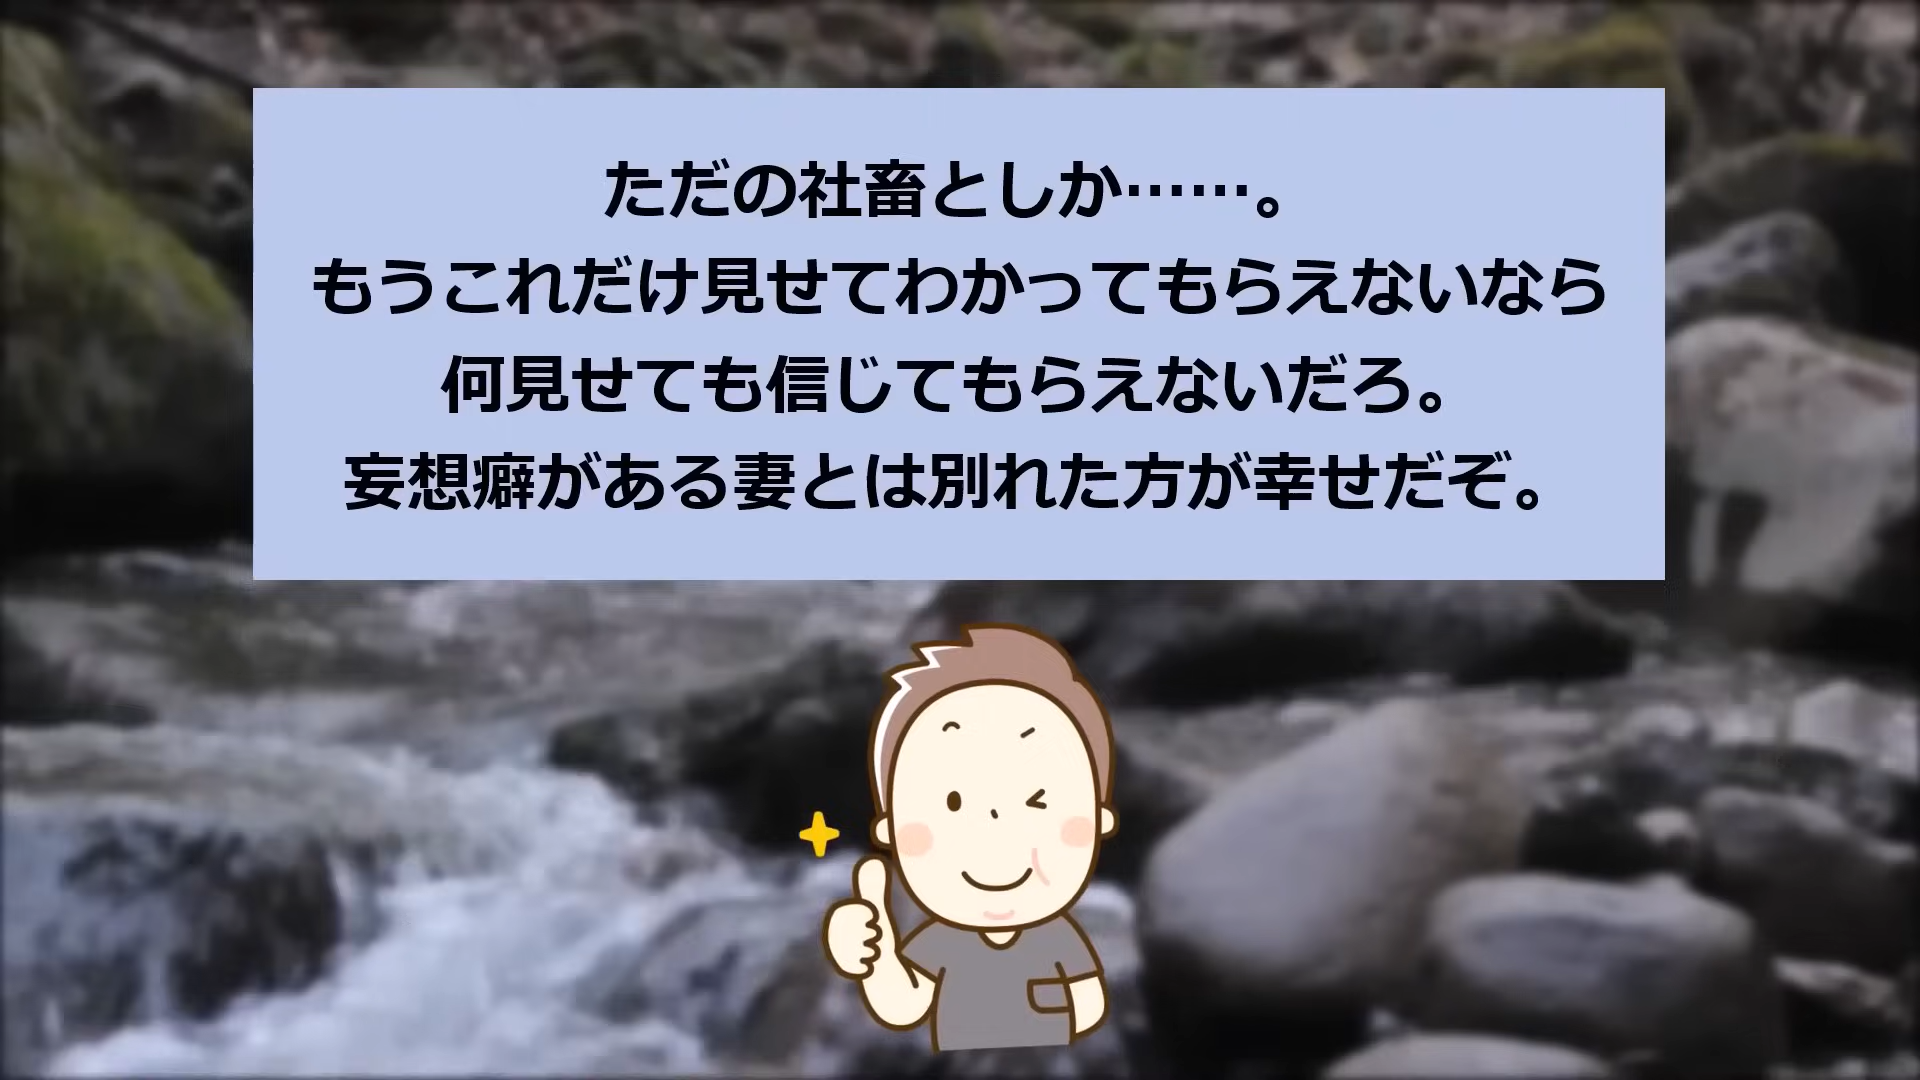 ただの社畜としか……。
もうこれだけ見せてわかってもらえないなら
何見せても信じてもらえないだろ。
妄想癖がある妻とは別れた方が幸せだぞ。